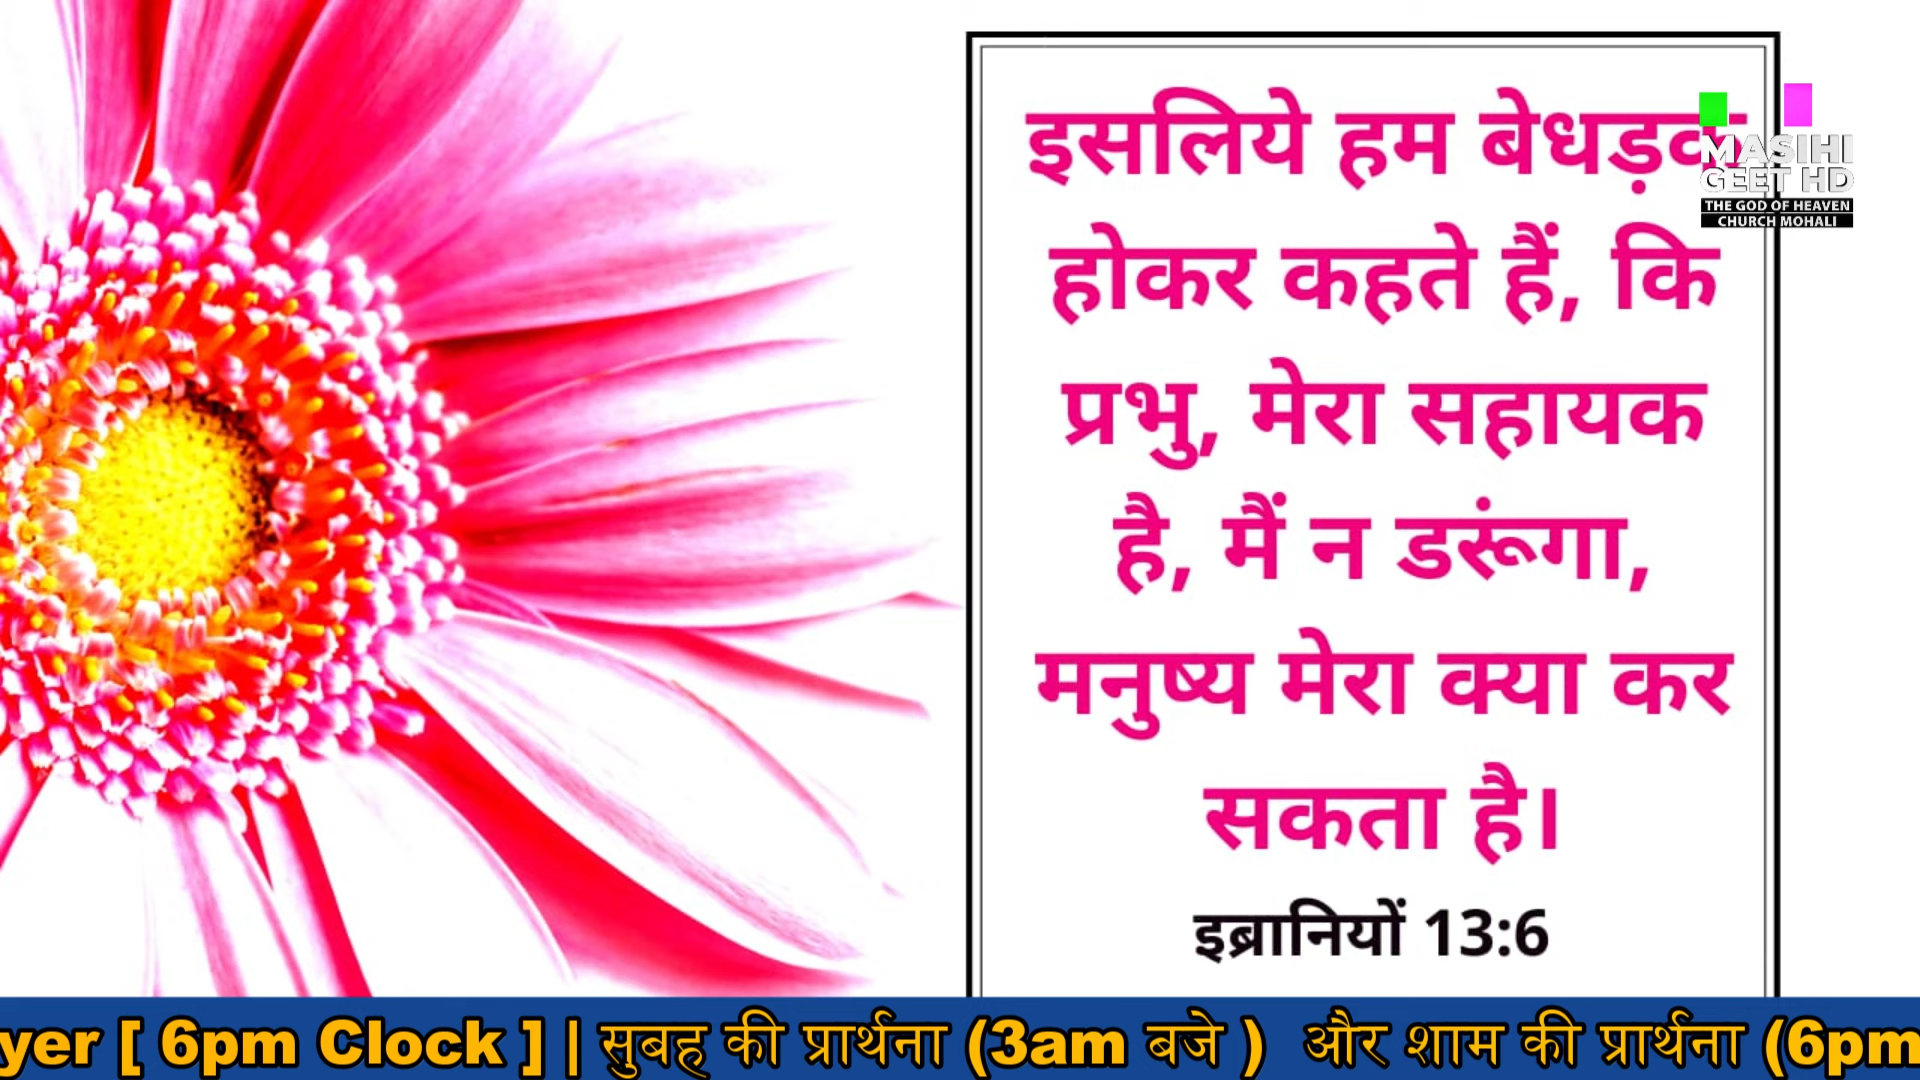 इसलिये हम बेधड़क
होकर कहते हैं, कि
प्रभु, मेरा सहायक
है, मैं न डरूंगा,
मनुष्य मेरा क्या कर
सकता है।
इब्रानियों 13:6
MASIHI
GEET HD
THE GOD OF HEAVEN
CHURCH MOHALI
yer [ 6pm Clock ] | सुबह की प्रार्थना (3am बजे ) और शाम की प्रार्थना (6pm